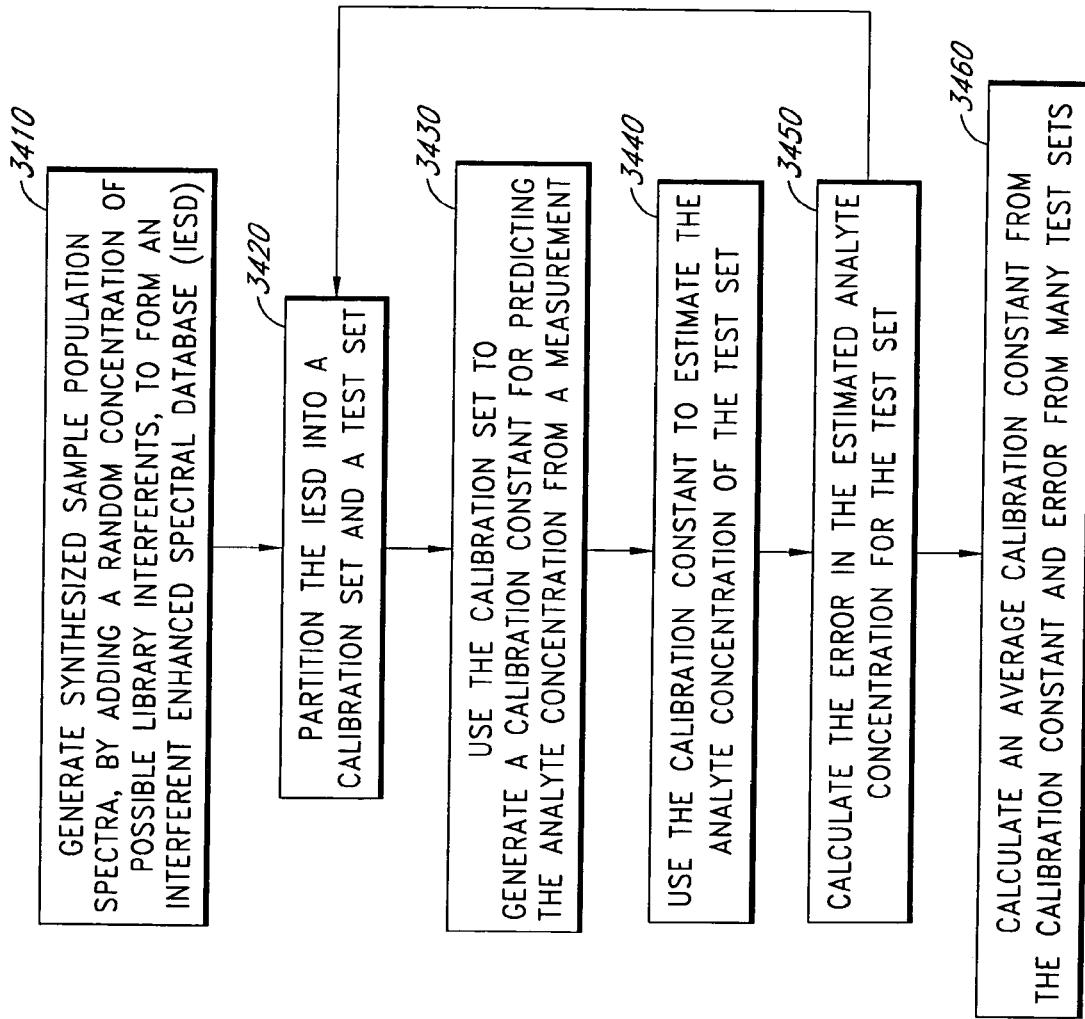 3410
GENERATE SYNTHESIZED SAMPLE POPULATION
SPECTRA, BY ADDING A RANDOM CONCENTRATION OF
POSSIBLE LIBRARY INTERFERENTS, TO FORM AN
INTERFERENT ENHANCED SPECTRAL DATABASE (IESD)
3420
PARTITION THE IESD INTO A
CALIBRATION SET AND A TEST SET
3430
USE THE CALIBRATION SET TO
GENERATE A CALIBRATION CONSTANT FOR PREDICTING
THE ANALYTE CONCENTRATION FROM A MEASUREMENT
3440
USE THE CALIBRATION CONSTANT TO ESTIMATE THE
ANALYTE CONCENTRATION OF THE TEST SET
3450
CALCULATE THE ERROR IN THE ESTIMATED ANALYTE
CONCENTRATION FOR THE TEST SET
3460
CALCULATE AN AVERAGE CALIBRATION CONSTANT FROM
THE CALIBRATION CONSTANT AND ERROR FROM MANY TEST SETS